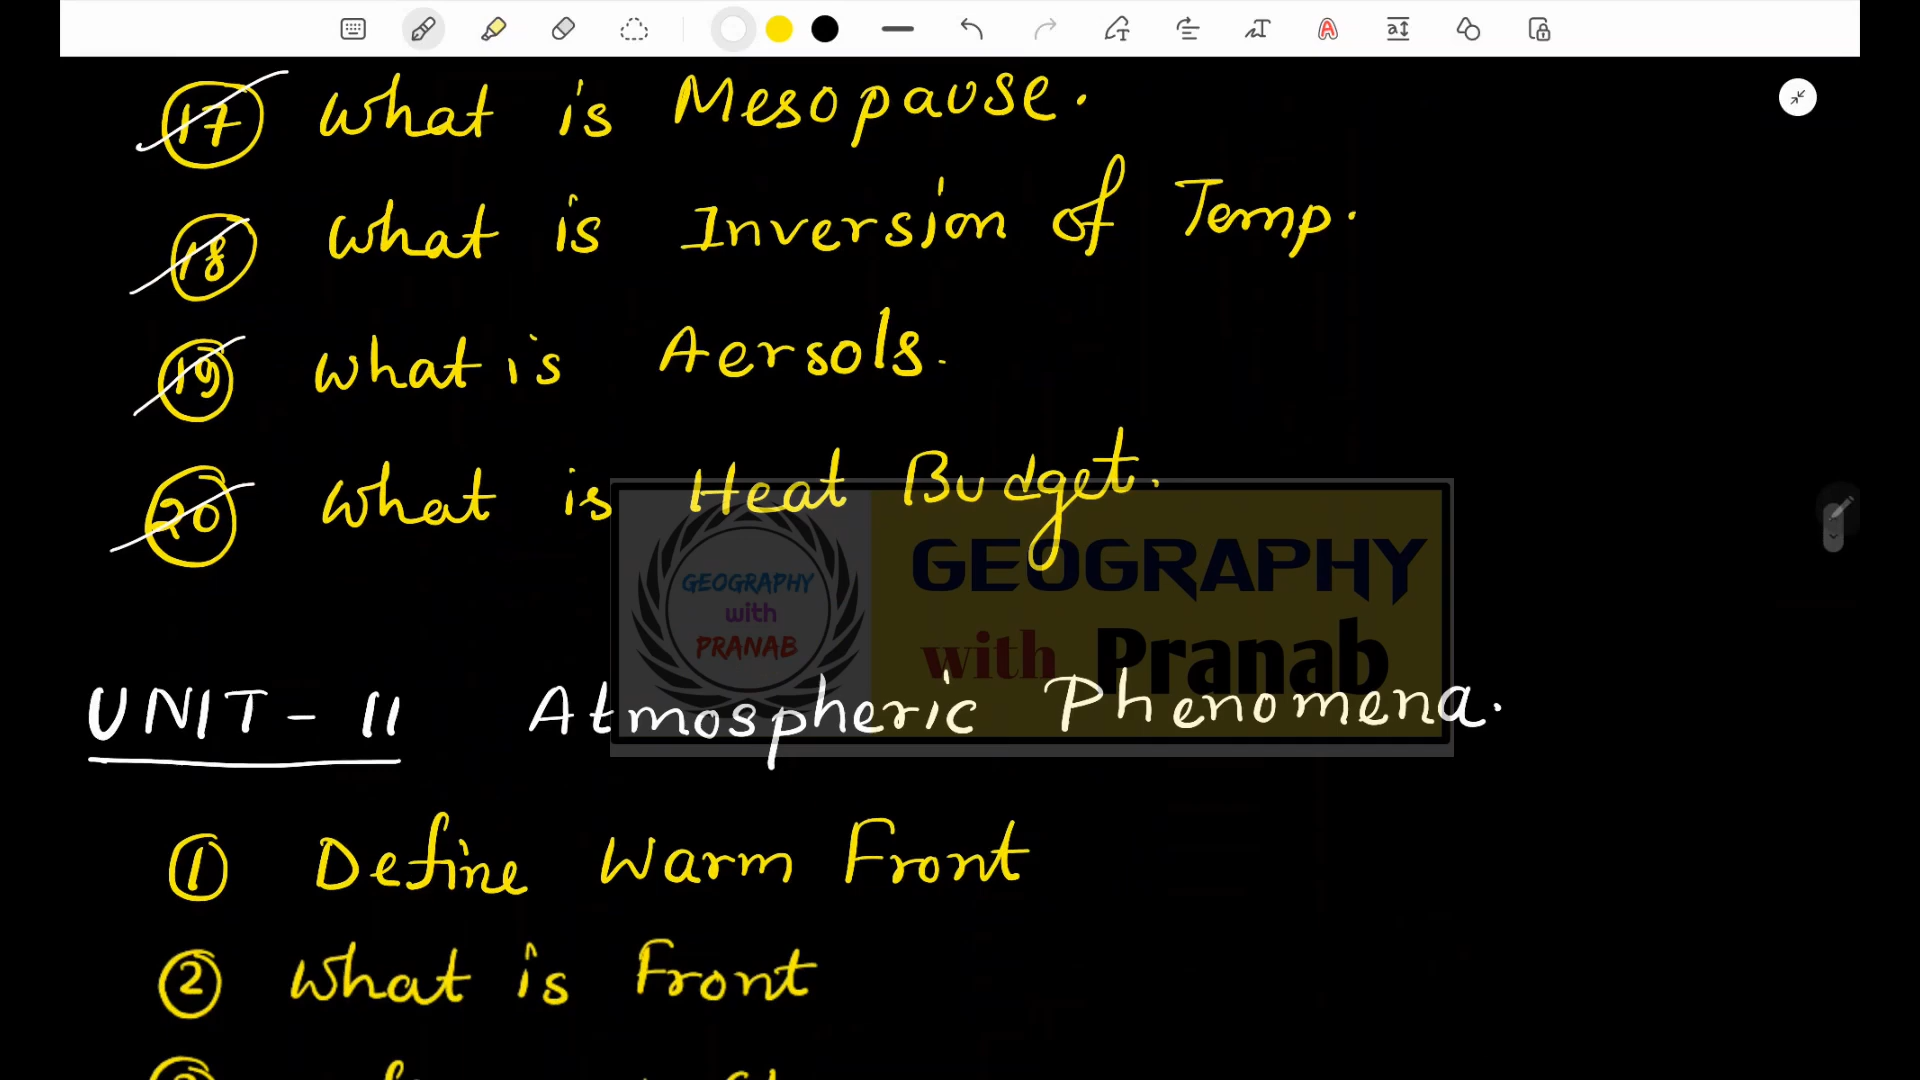 17 What is Mesopause.
18 What is Inversion of Temp.
19 What is Aersols.
20 What is Heat Budget.
GEOGRAPHY
with
PRANAB
GEOGRAPHY
with Pranab
UNIT - II Atmospheric Phenomena.
1 Define Warm Front
2 What is Front